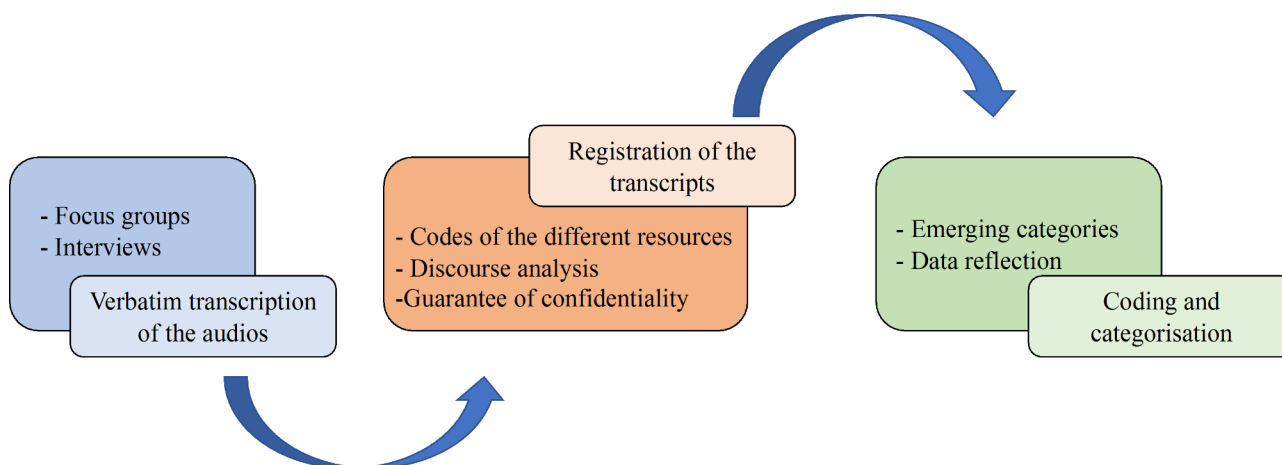 - Focus groups
- Interviews
Verbatim transcription
of the audios
Registration of the
transcripts
- Codes of the different resources
- Discourse analysis
-Guarantee of confidentiality
- Emerging categories
- Data reflection
Coding and
categorisation